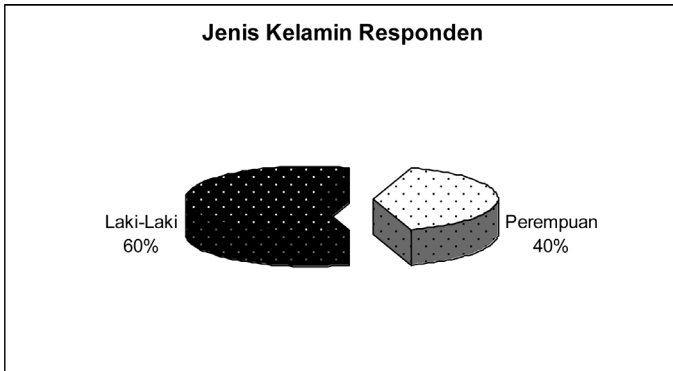 Jenis Kelamin Responden
Laki-Laki
60%
Perempuan
40%